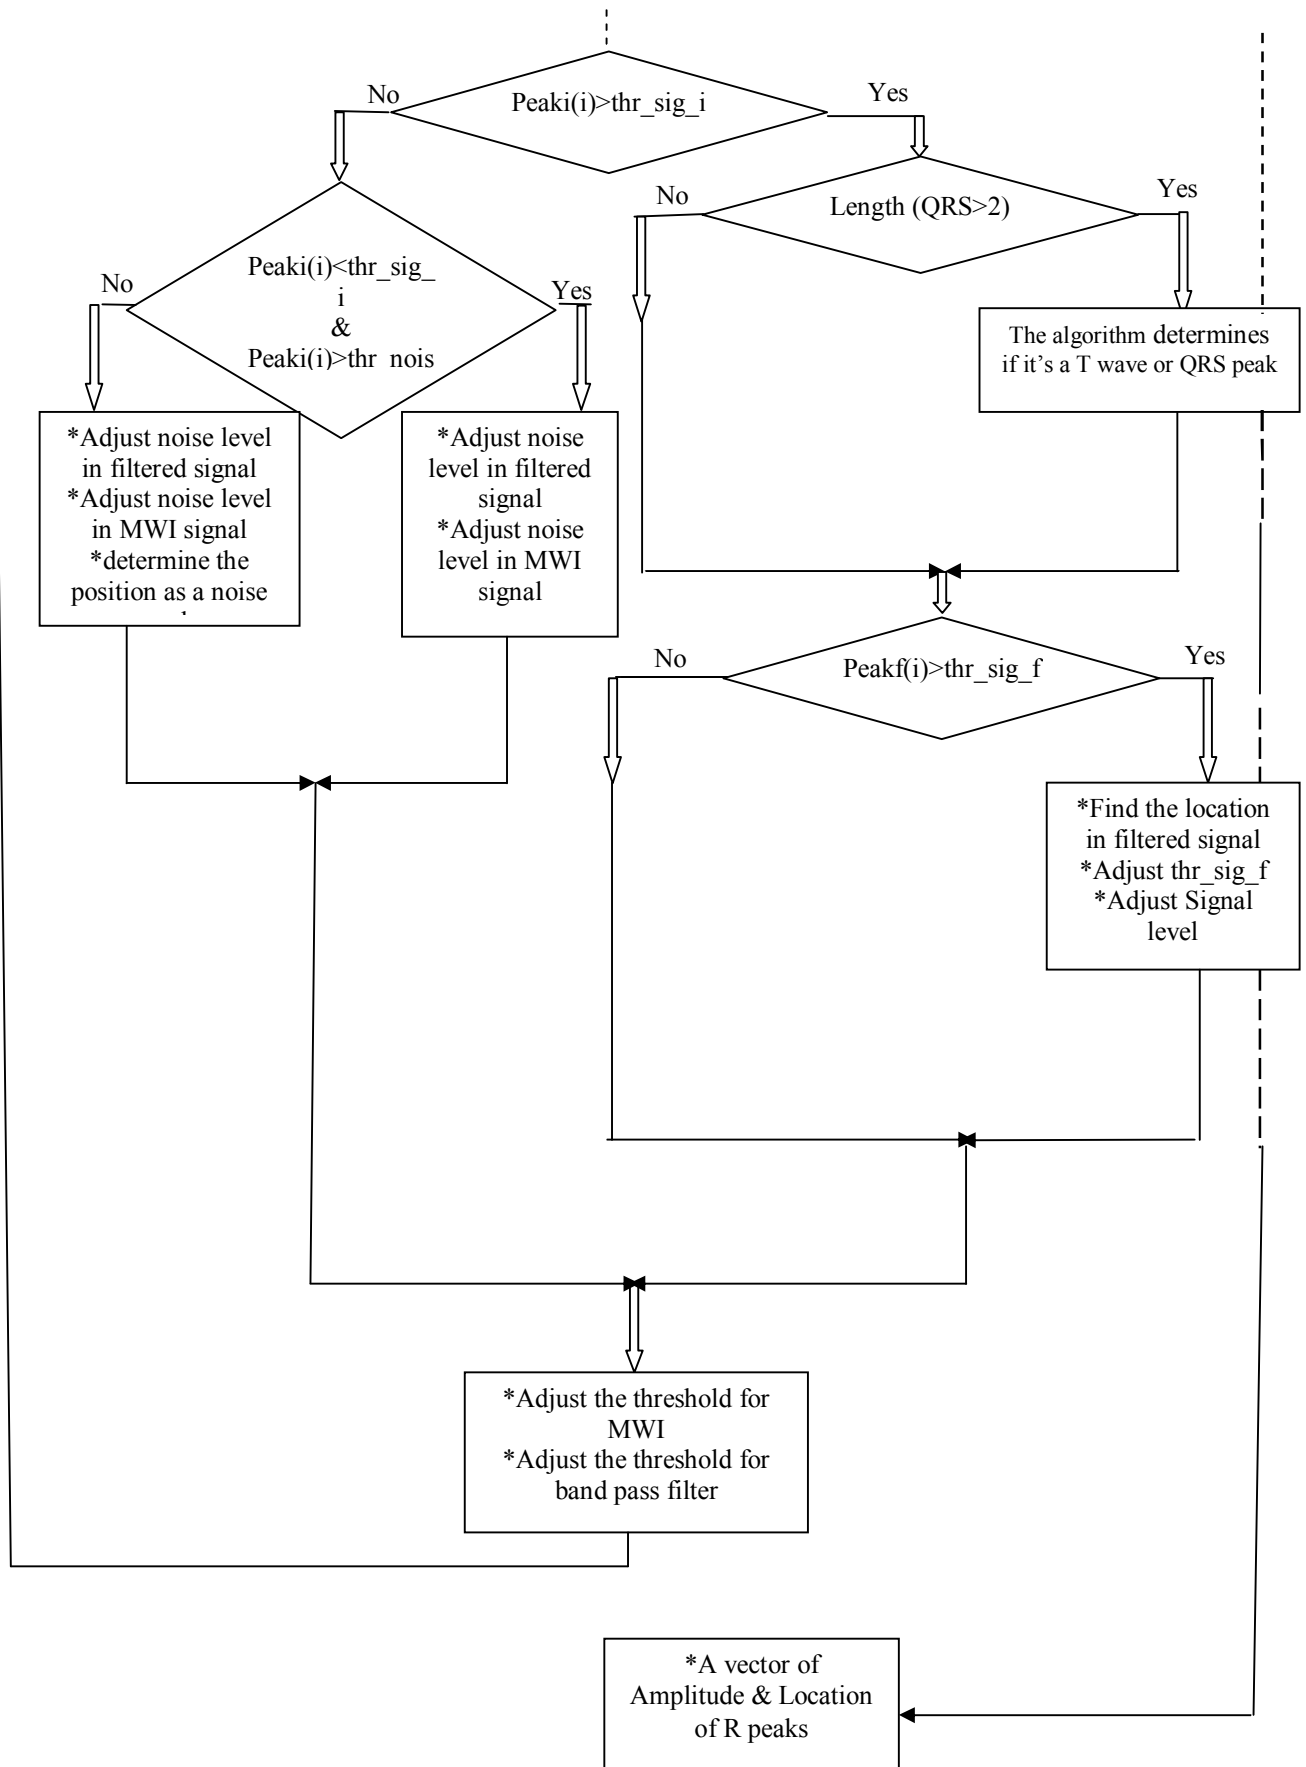 No
Peaki(i)>thr_sig_i
Yes
No
Length (QRS>2)
Yes
No
Peaki(i)<thr_sig_
i
&
Peaki(i)>thr_nois
Yes
The algorithm determines
if it’s a T wave or QRS peak
*Adjust noise level
in filtered signal
*Adjust noise level
in MWI signal
*determine the
position as a noise
*Adjust noise
level in filtered
signal
*Adjust noise
level in MWI
signal
No
Peakf(i)>thr_sig_f
Yes
*Find the location
in filtered signal
*Adjust thr_sig_f
*Adjust Signal
level
*Adjust the threshold for
MWI
*Adjust the threshold for
band pass filter
*A vector of
Amplitude & Location
of R peaks